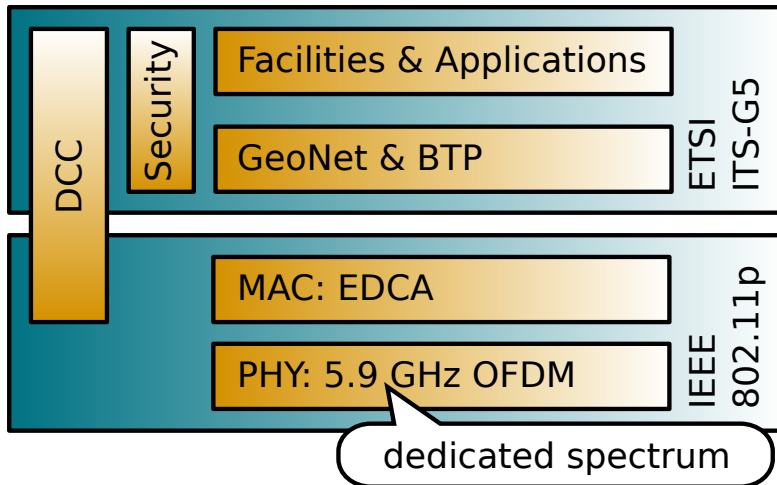 DCC
Security
Facilities & Applications
GeoNet & BTP
ETSI
ITS-G5
MAC: EDCA
PHY: 5.9 GHz OFDM
IEEE
802.11p
dedicated spectrum